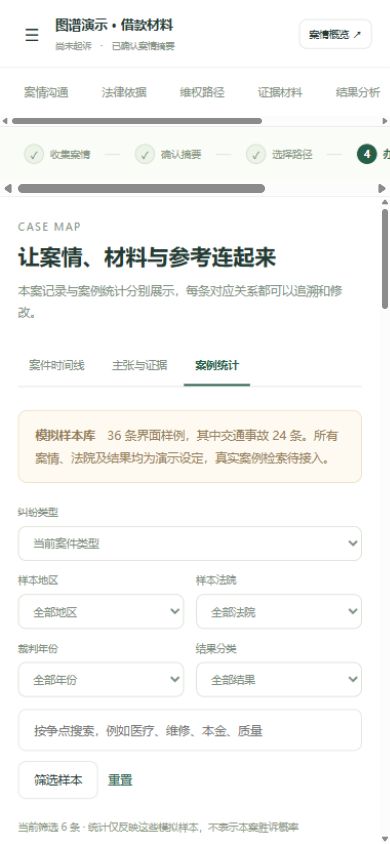 ☰ 图谱演示·借款材料
尚未起诉 · 已确认案情摘要
案情概览 ↗
案情沟通 法律依据 维权路径 证据材料 结果分析
✓ 收集案情 ✓ 确认摘要 ✓ 选择路径 4
CASE MAP
让案情、材料与参考连起来
本案记录与案例统计分别展示，每条对应关系都可以追溯和修
改。
案件时间线 主张与证据 案例统计
模拟样本库 36 条界面样例，其中交通事故 24 条。所有
案情、法院及结果均为演示设定，真实案例检索待接入。
纠纷类型
当前案件类型
样本地区 样本法院
全部地区 全部法院
裁判年份 结果分类
全部年份 全部结果
按争点搜索，例如医疗、维修、本金、质量
筛选样本 重置
当前筛选 6 条 · 统计仅反映这些模拟样本，不表示本案胜诉概率